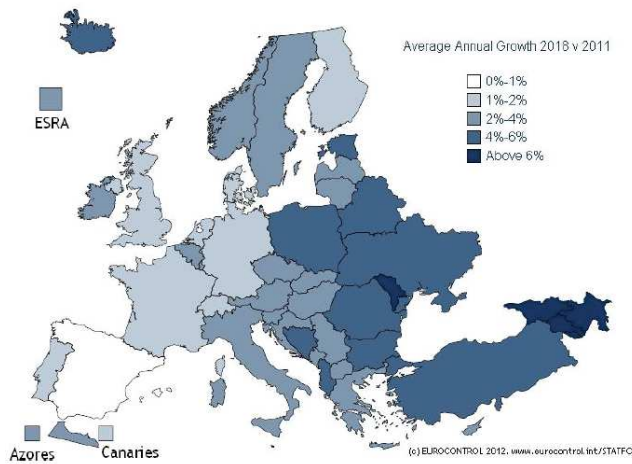 Average Annual Growth 2018 v 2011
0%-1%
1%-2%
2%-4%
4%-6%
Above 6%
ESRA
Azores
Canaries
(c) EUROCONTROL 2012. www.eurocontrol.int/STATFC